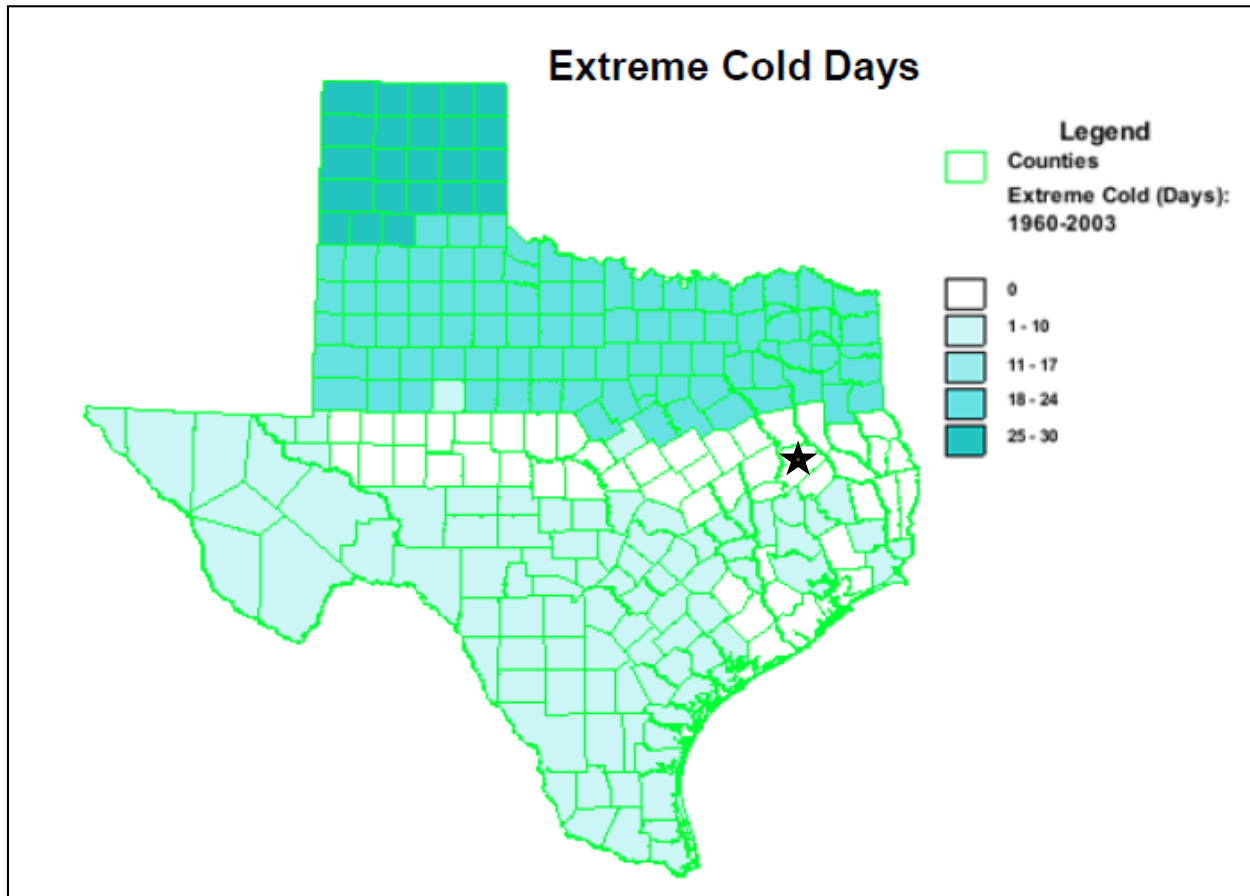 Extreme Cold Days
Legend
Counties
Extreme Cold (Days):
1960-2003
0
1 - 10
11 - 17
18 - 24
25 - 30